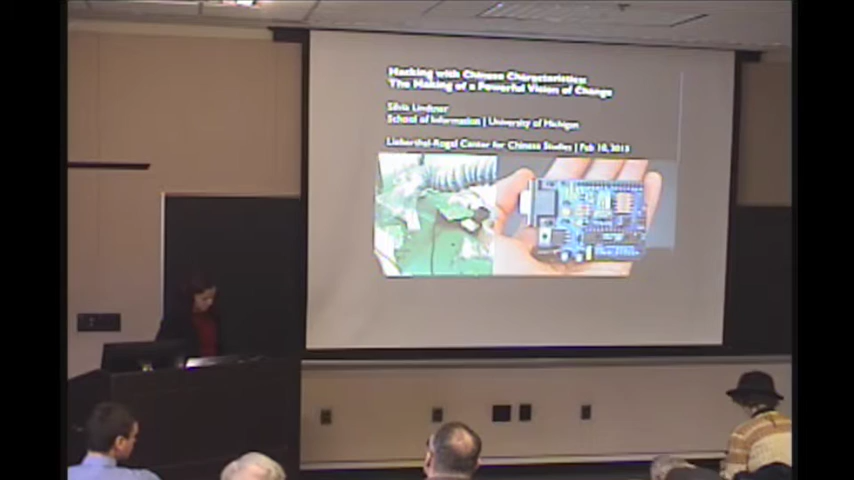 Hacking with Chinese Characteristics:
The Making of a Powerful Vision of Change
Silvia Lindtner
School of Information | University of Michigan
Lieberthal-Rogel Center for Chinese Studies | Feb 10, 2015